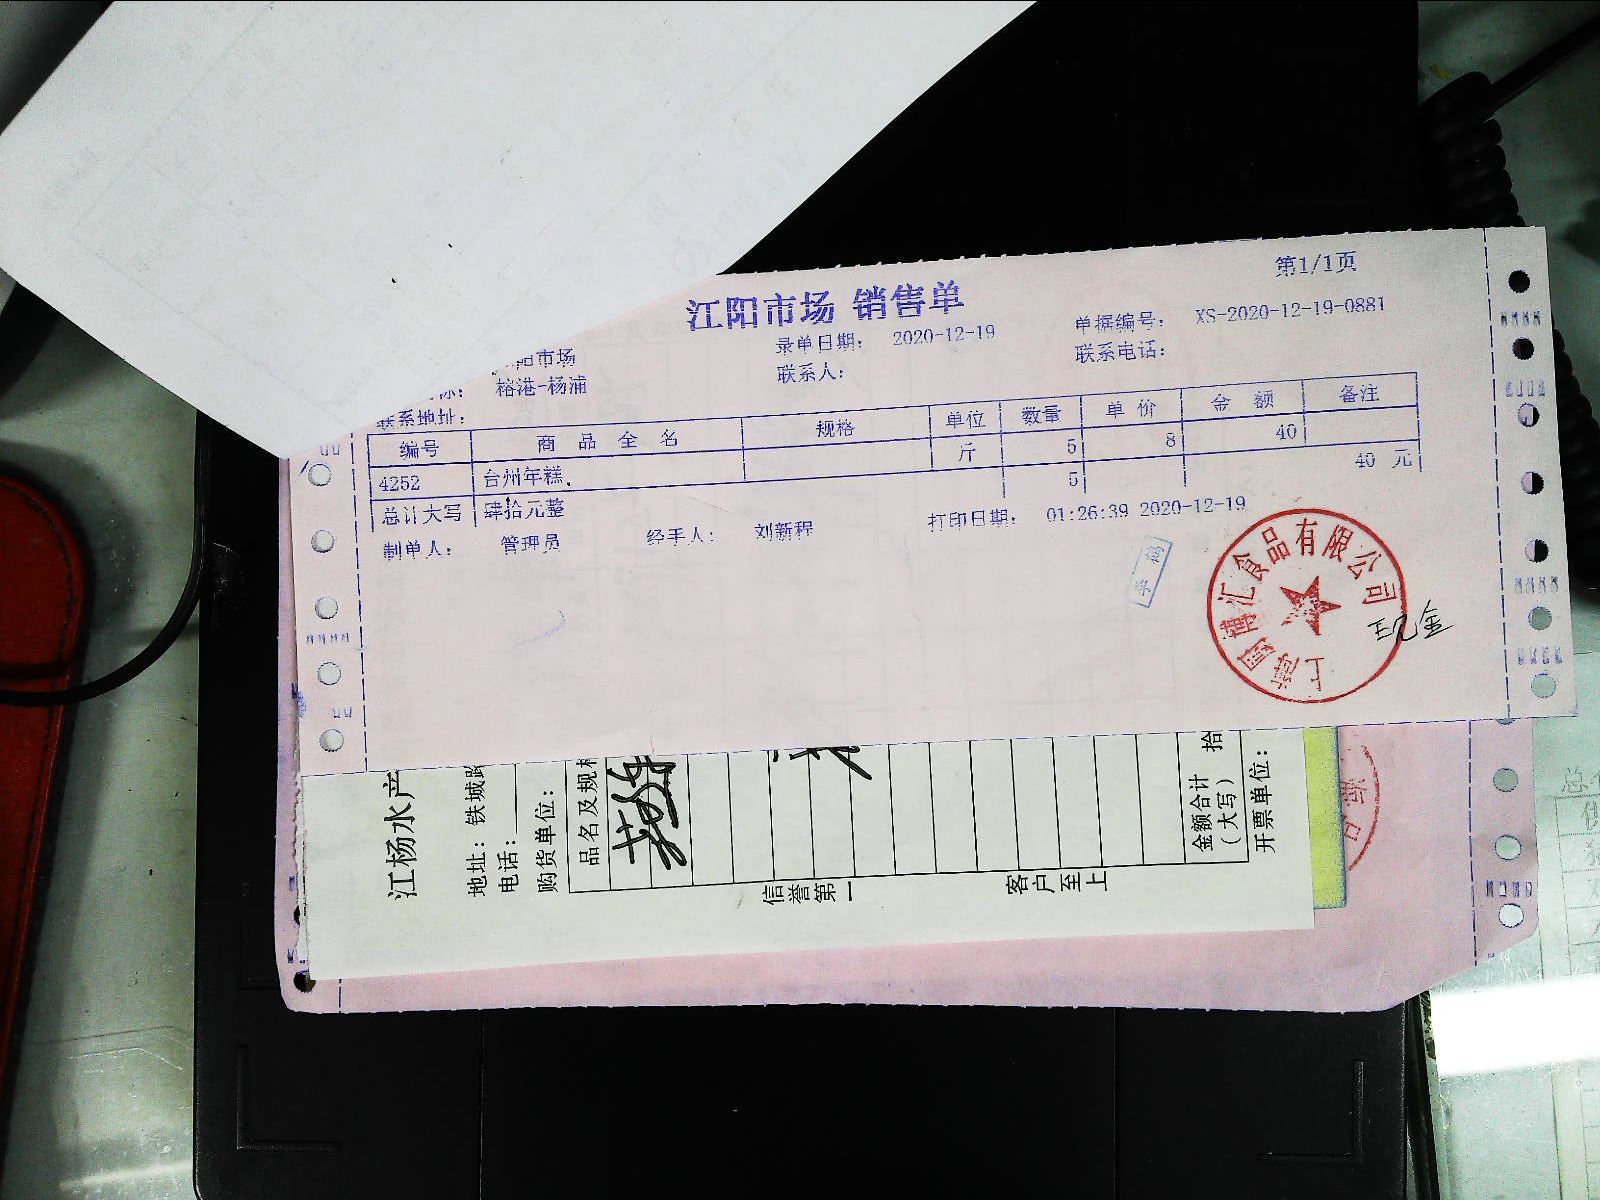 第1/1页
江阳市场 销售单
阳市场 录单日期： 2020-12-19 单据编号： XS-2020-12-19-0881
榕港-杨浦 联系人： 联系电话：
联系地址：
编号 商品全名 规格 单位 数量 单价 金额 备注
4252 台州年糕 斤 5 8 40
总计大写 肆拾元整 5 40 元
制单人： 管理员 经手人： 刘新程 打印日期： 01:26:39 2020-12-19
食品有限公司
上海
现金
江杨水产
地址：铁城路
电话：
购货单位：
品名及规格
金额合计
（大写） 拾
开票单位：
信誉第一
客户至上